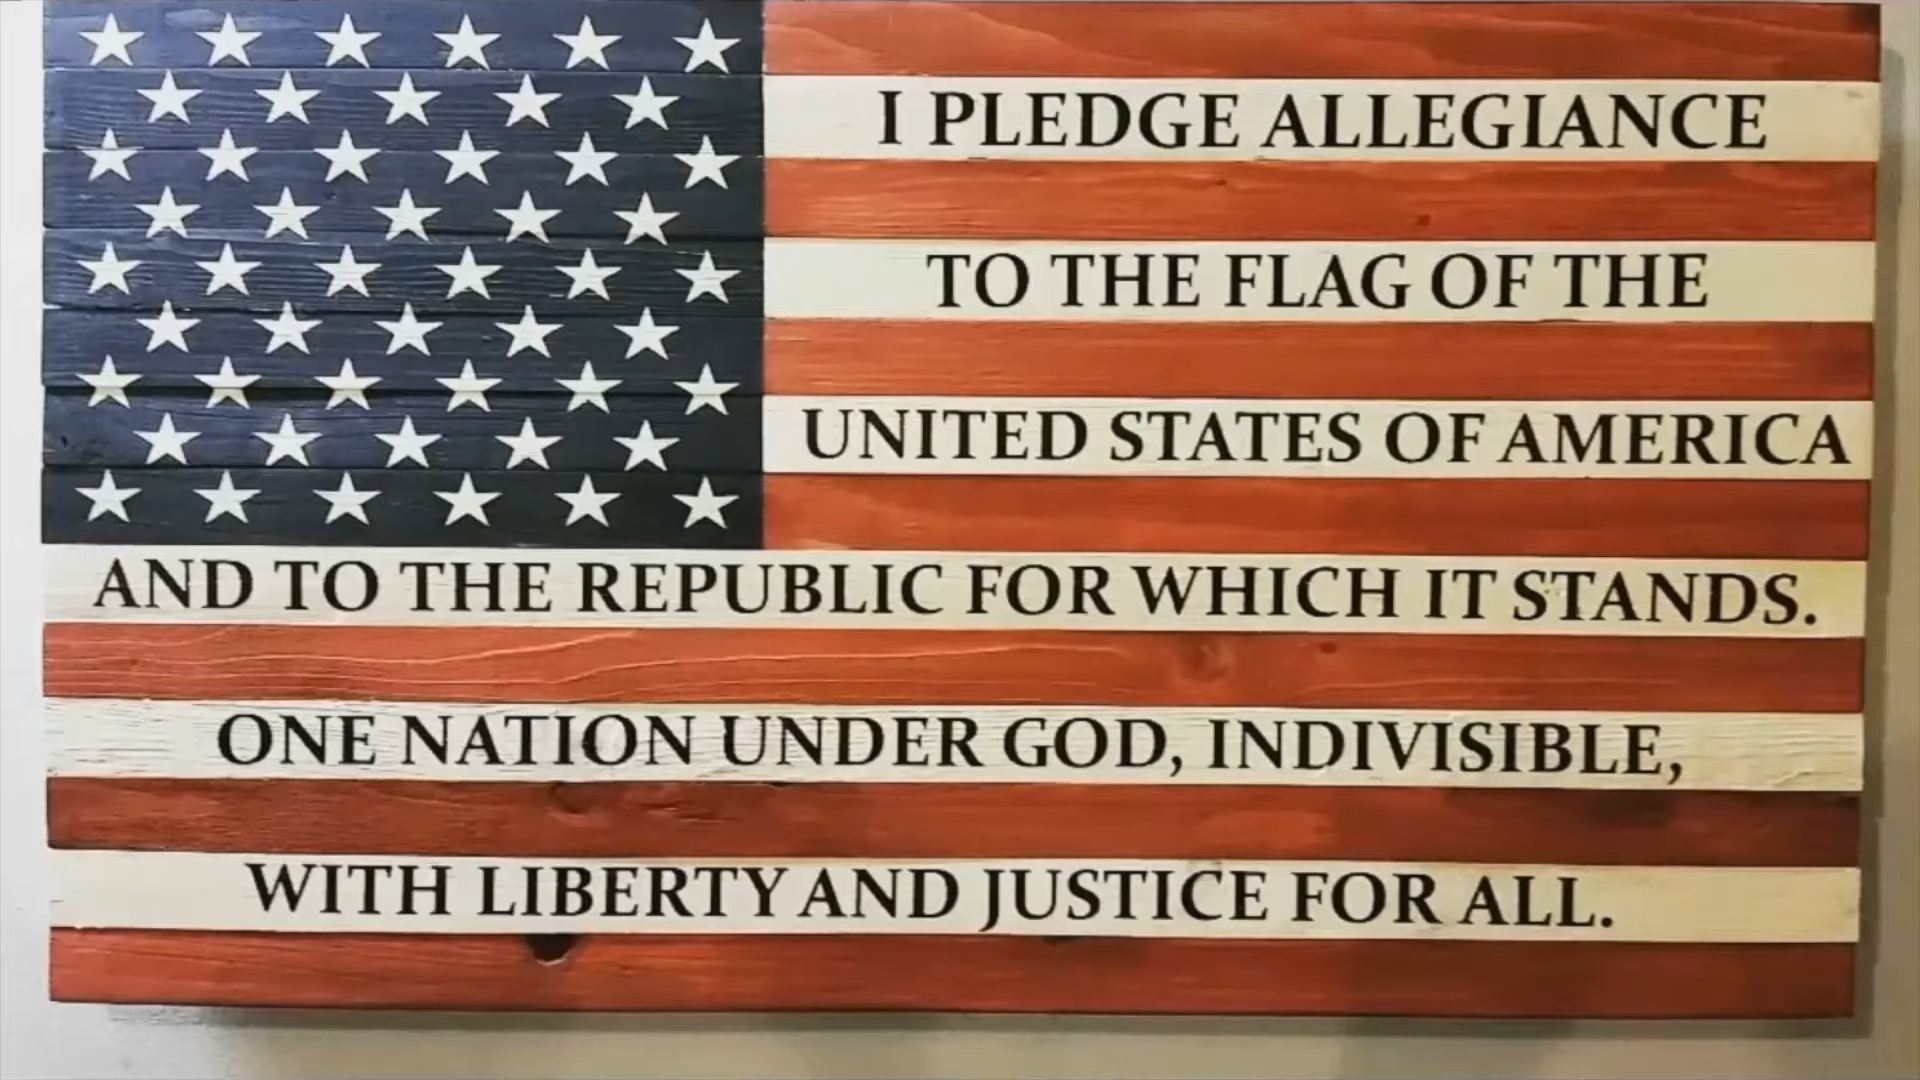 I PLEDGE ALLEGIANCE
TO THE FLAG OF THE
UNITED STATES OF AMERICA
AND TO THE REPUBLIC FOR WHICH IT STANDS.
ONE NATION UNDER GOD, INDIVISIBLE,
WITH LIBERTY AND JUSTICE FOR ALL.